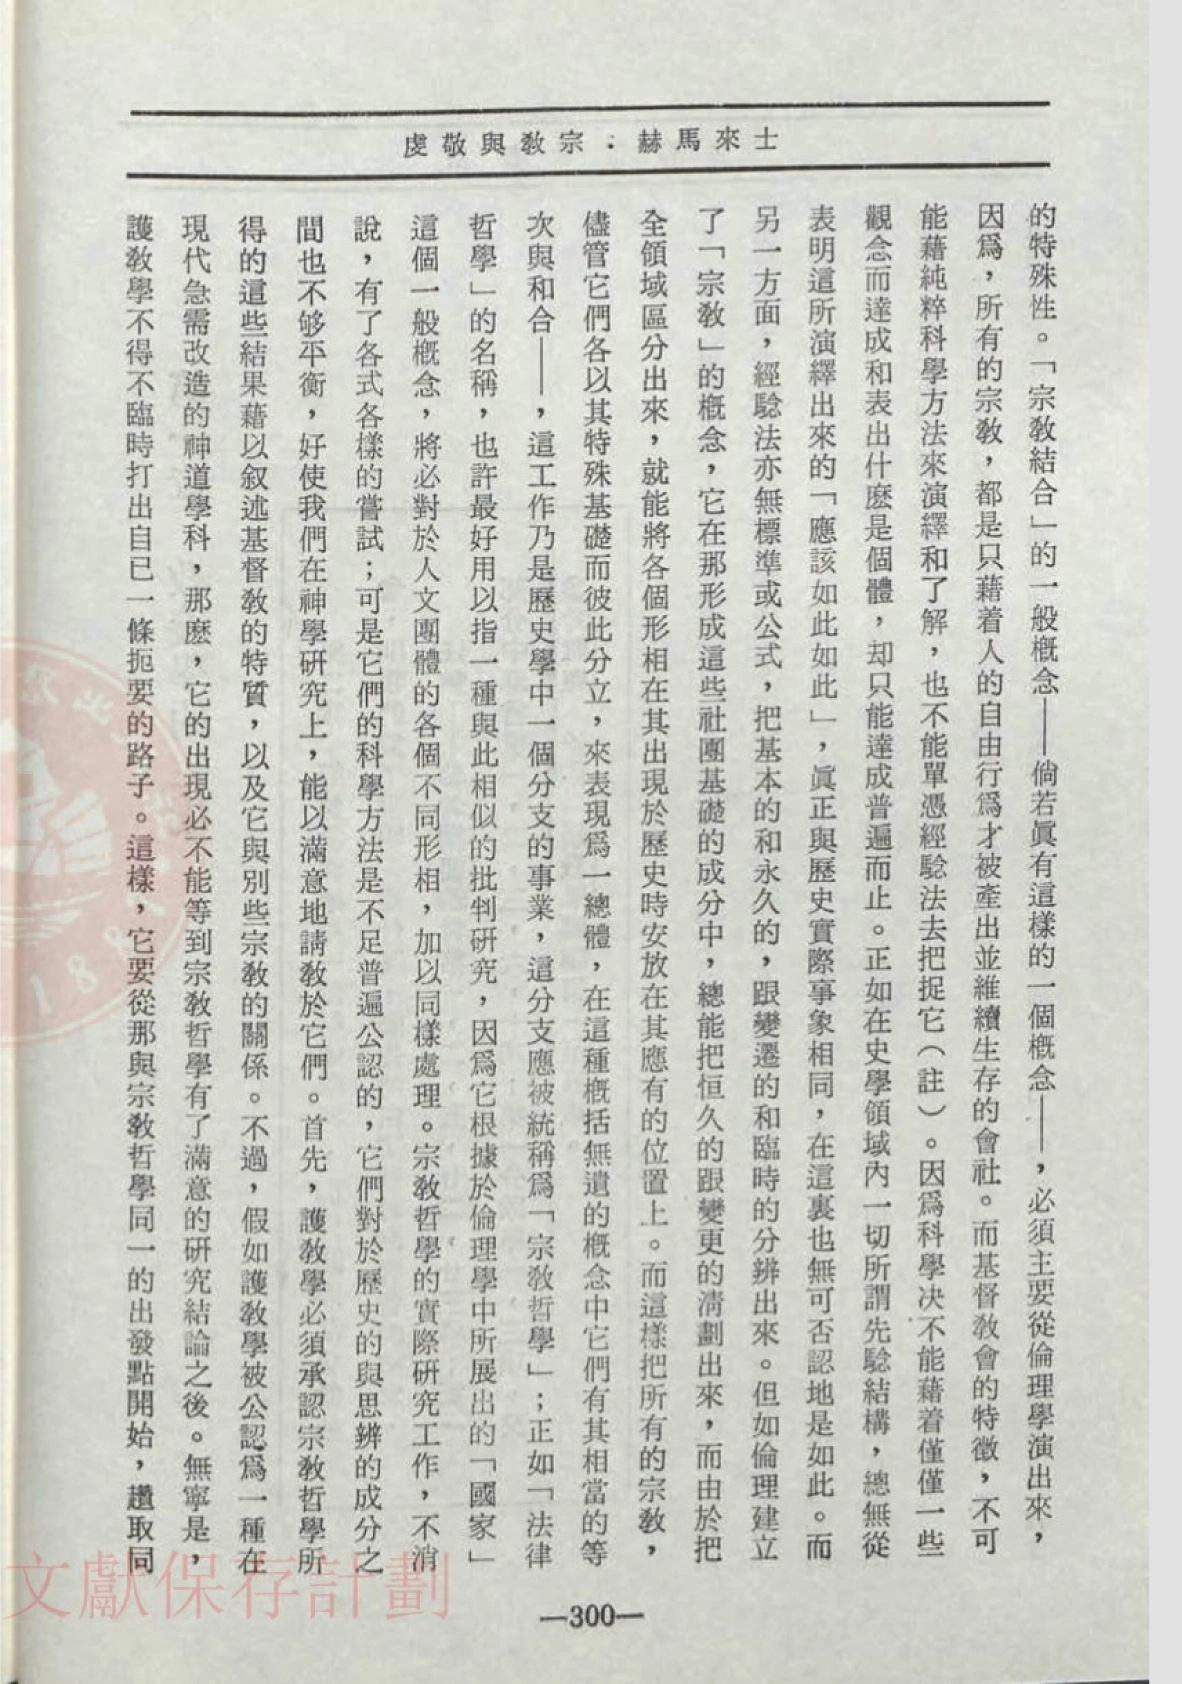 士來馬赫：宗教與敬虔
的特殊性。「宗教結合」的一般概念——倘若眞有這樣的一個概念——，必須主要從倫理學演出來，
因爲，所有的宗教，都是只藉着人的自由行爲才被產出並維續生存的會社。而基督教會的特徵，不可
能藉純粹科學方法來演繹和了解，也不能單憑經驗法去把捉它（註）。因爲科學决不能藉着僅僅一些
觀念而達成和表出什麽是個體，却只能達成普遍而止。正如在史學領域內一切所謂先驗結構，總無從
表明這所演繹出來的「應該如此如此」，眞正與歷史實際事象相同，在這裏也無可否認地是如此。而
另一方面，經驗法亦無標準或公式，把基本的和永久的，跟變遷的和臨時的分辨出來。但如倫理建立
了「宗教」的概念，它在那形成這些社團基礎的成分中，總能把恒久的跟變更的清劃出來，而由於把
全領域區分出來，就能將各個形相在其出現於歷史時安放在其應有的位置上。而這樣把所有的宗教，
儘管它們各以其特殊基礎而彼此分立，來表現爲一總體，在這種概括無遺的概念中它們有其相當的等
次與和合——，這工作乃是歷史學中一個分支的事業，這分支應被統稱爲「宗教哲學」；正如「法律
哲學」的名稱，也許最好用以指一種與此相似的批判研究，因爲它根據於倫理學中所展出的「國家」
這個一般概念，將必對於人文團體的各個不同形相，加以同樣處理。宗教哲學的實際研究工作，不消
說，有了各式各樣的嘗試；可是它們的科學方法是不足普遍公認的，它們對於歷史的與思辨的成分之
間也不够平衡，好使我們在神學研究上，能以滿意地請教於它們。首先，護教學必須承認宗教哲學所
得的這些結果藉以叙述基督教的特質，以及它與別些宗教的關係。不過，假如護教學被公認爲一種在
現代急需改造的神道學科，那麽，它的出現必不能等到宗教哲學有了滿意的研究結論之後。無寧是，
護教學不得不臨時打出自己一條扼要的路子。這樣，它要從那與宗教哲學同一的出發點開始，趲取同
—300—
文獻保存計劃